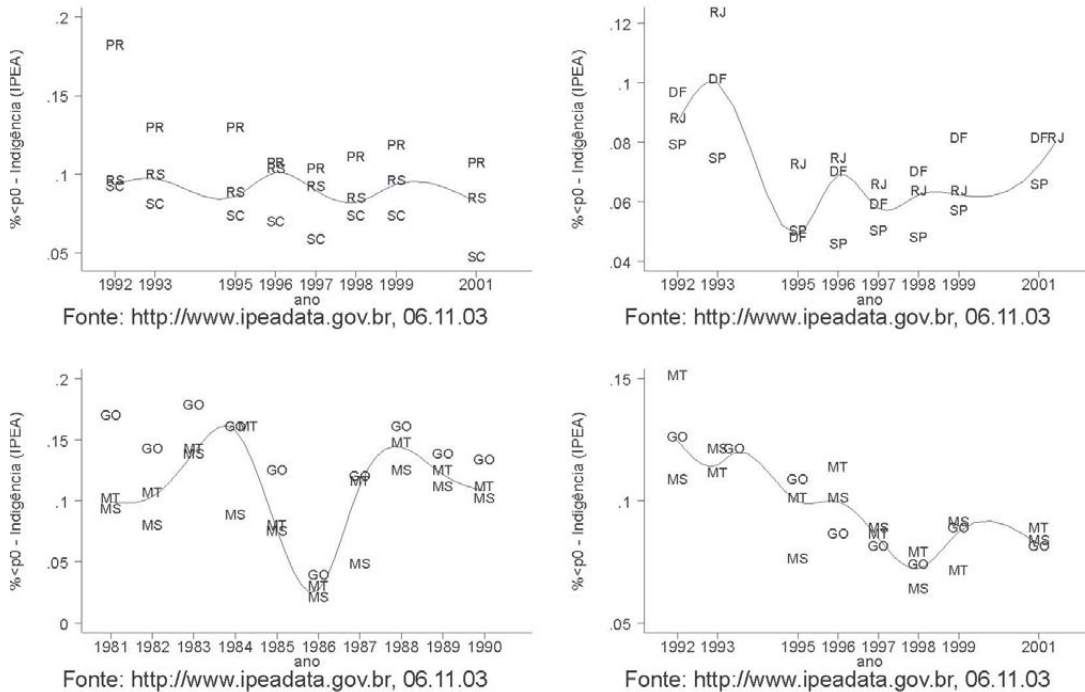 .2
.15
.1
.05
%<p0 - Indigência (IPEA)
PR
PR PR
PR PR PR PR PR
RS RS RS RS RS RS RS RS
SC SC SC SC SC SC SC SC
1992 1993 1995 1996 1997 1998 1999 2001
ano
Fonte: http://www.ipeadata.gov.br, 06.11.03
.12
.1
.08
.06
.04
%<p0 - Indigência (IPEA)
RJ
DF DF
RJ
SP SP
RJ RJ RJ RJ RJ
DF DF DF DF DF DFRJ
SP SP SP SP SP SP
1992 1993 1995 1996 1997 1998 1999 2001
ano
Fonte: http://www.ipeadata.gov.br, 06.11.03
.2
.15
.1
.05
0
%<p0 - Indigência (IPEA)
GO GO GO GOMT GO GO GO GO GO GO
MT MT MT MT MT MT MT MT MT
MS MS MS MS MS MS MS MS MS MS
1981 1982 1983 1984 1985 1986 1987 1988 1989 1990
ano
Fonte: http://www.ipeadata.gov.br, 06.11.03
.15
.1
.05
%<p0 - Indigência (IPEA)
MT
GO MS GO
MS MT
GO MT GO MS MT MS
MT MS GO MS MT
MS GO GO MT GO MS GO
MS MT
1992 1993 1995 1996 1997 1998 1999 2001
ano
Fonte: http://www.ipeadata.gov.br, 06.11.03